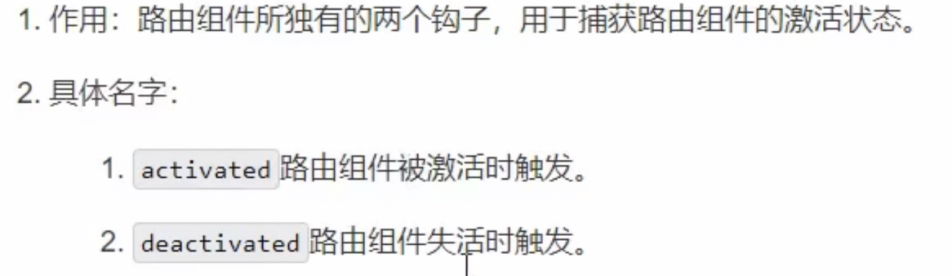 1. 作用：路由组件所独有的两个钩子，用于捕获路由组件的激活状态。
2. 具体名字：
1. activated路由组件被激活时触发。
2. deactivated路由组件失活时触发。